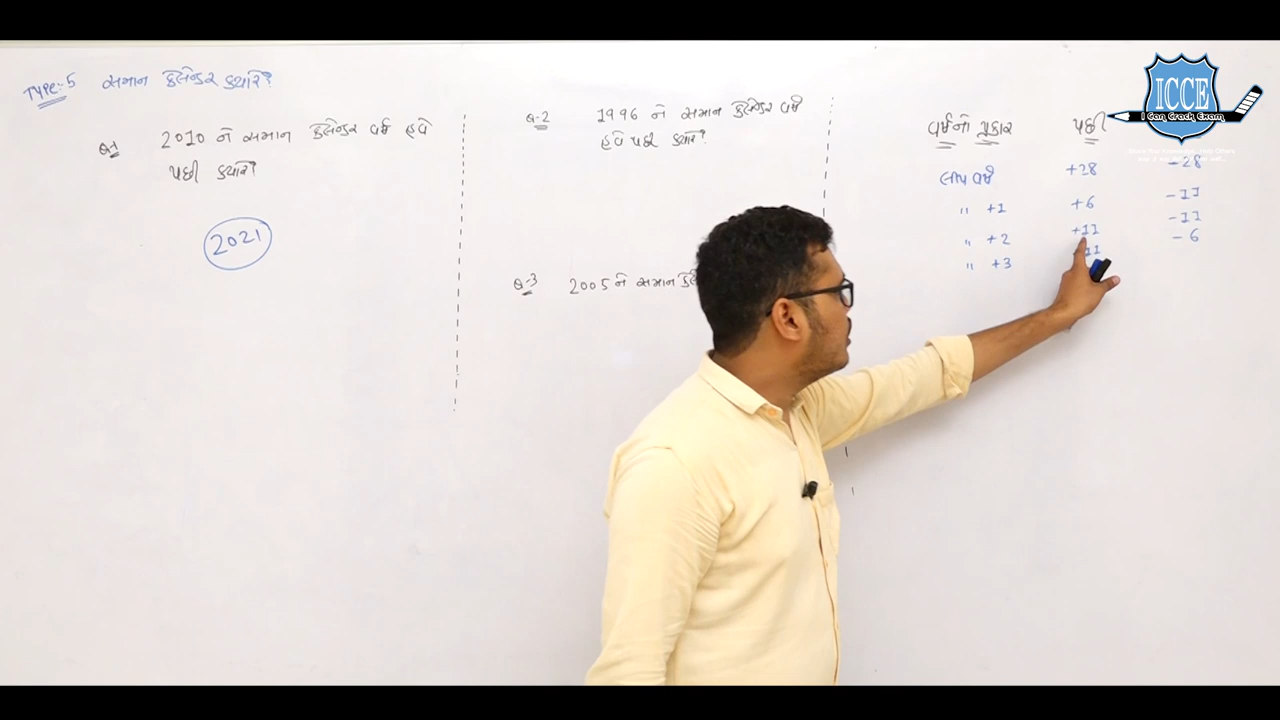 TYPE:-5 સમાન કેલેન્ડર ક્યારે?
Q-1 2010 ને સમાન કેલેન્ડર વર્ષ હવે
પછી ક્યારે?
2021
Q-2 1996 ને સમાન કેલેન્ડર વર્ષ
હવે પછી ક્યારે?
Q-3 2005 ને સમાન
વર્ષનો પ્રકાર પછી
લીપ વર્ષ +28 -28
" +1 +6 -11
" +2 +11 -11
" +3 11 -6
ICCE
I Can Crack Exam